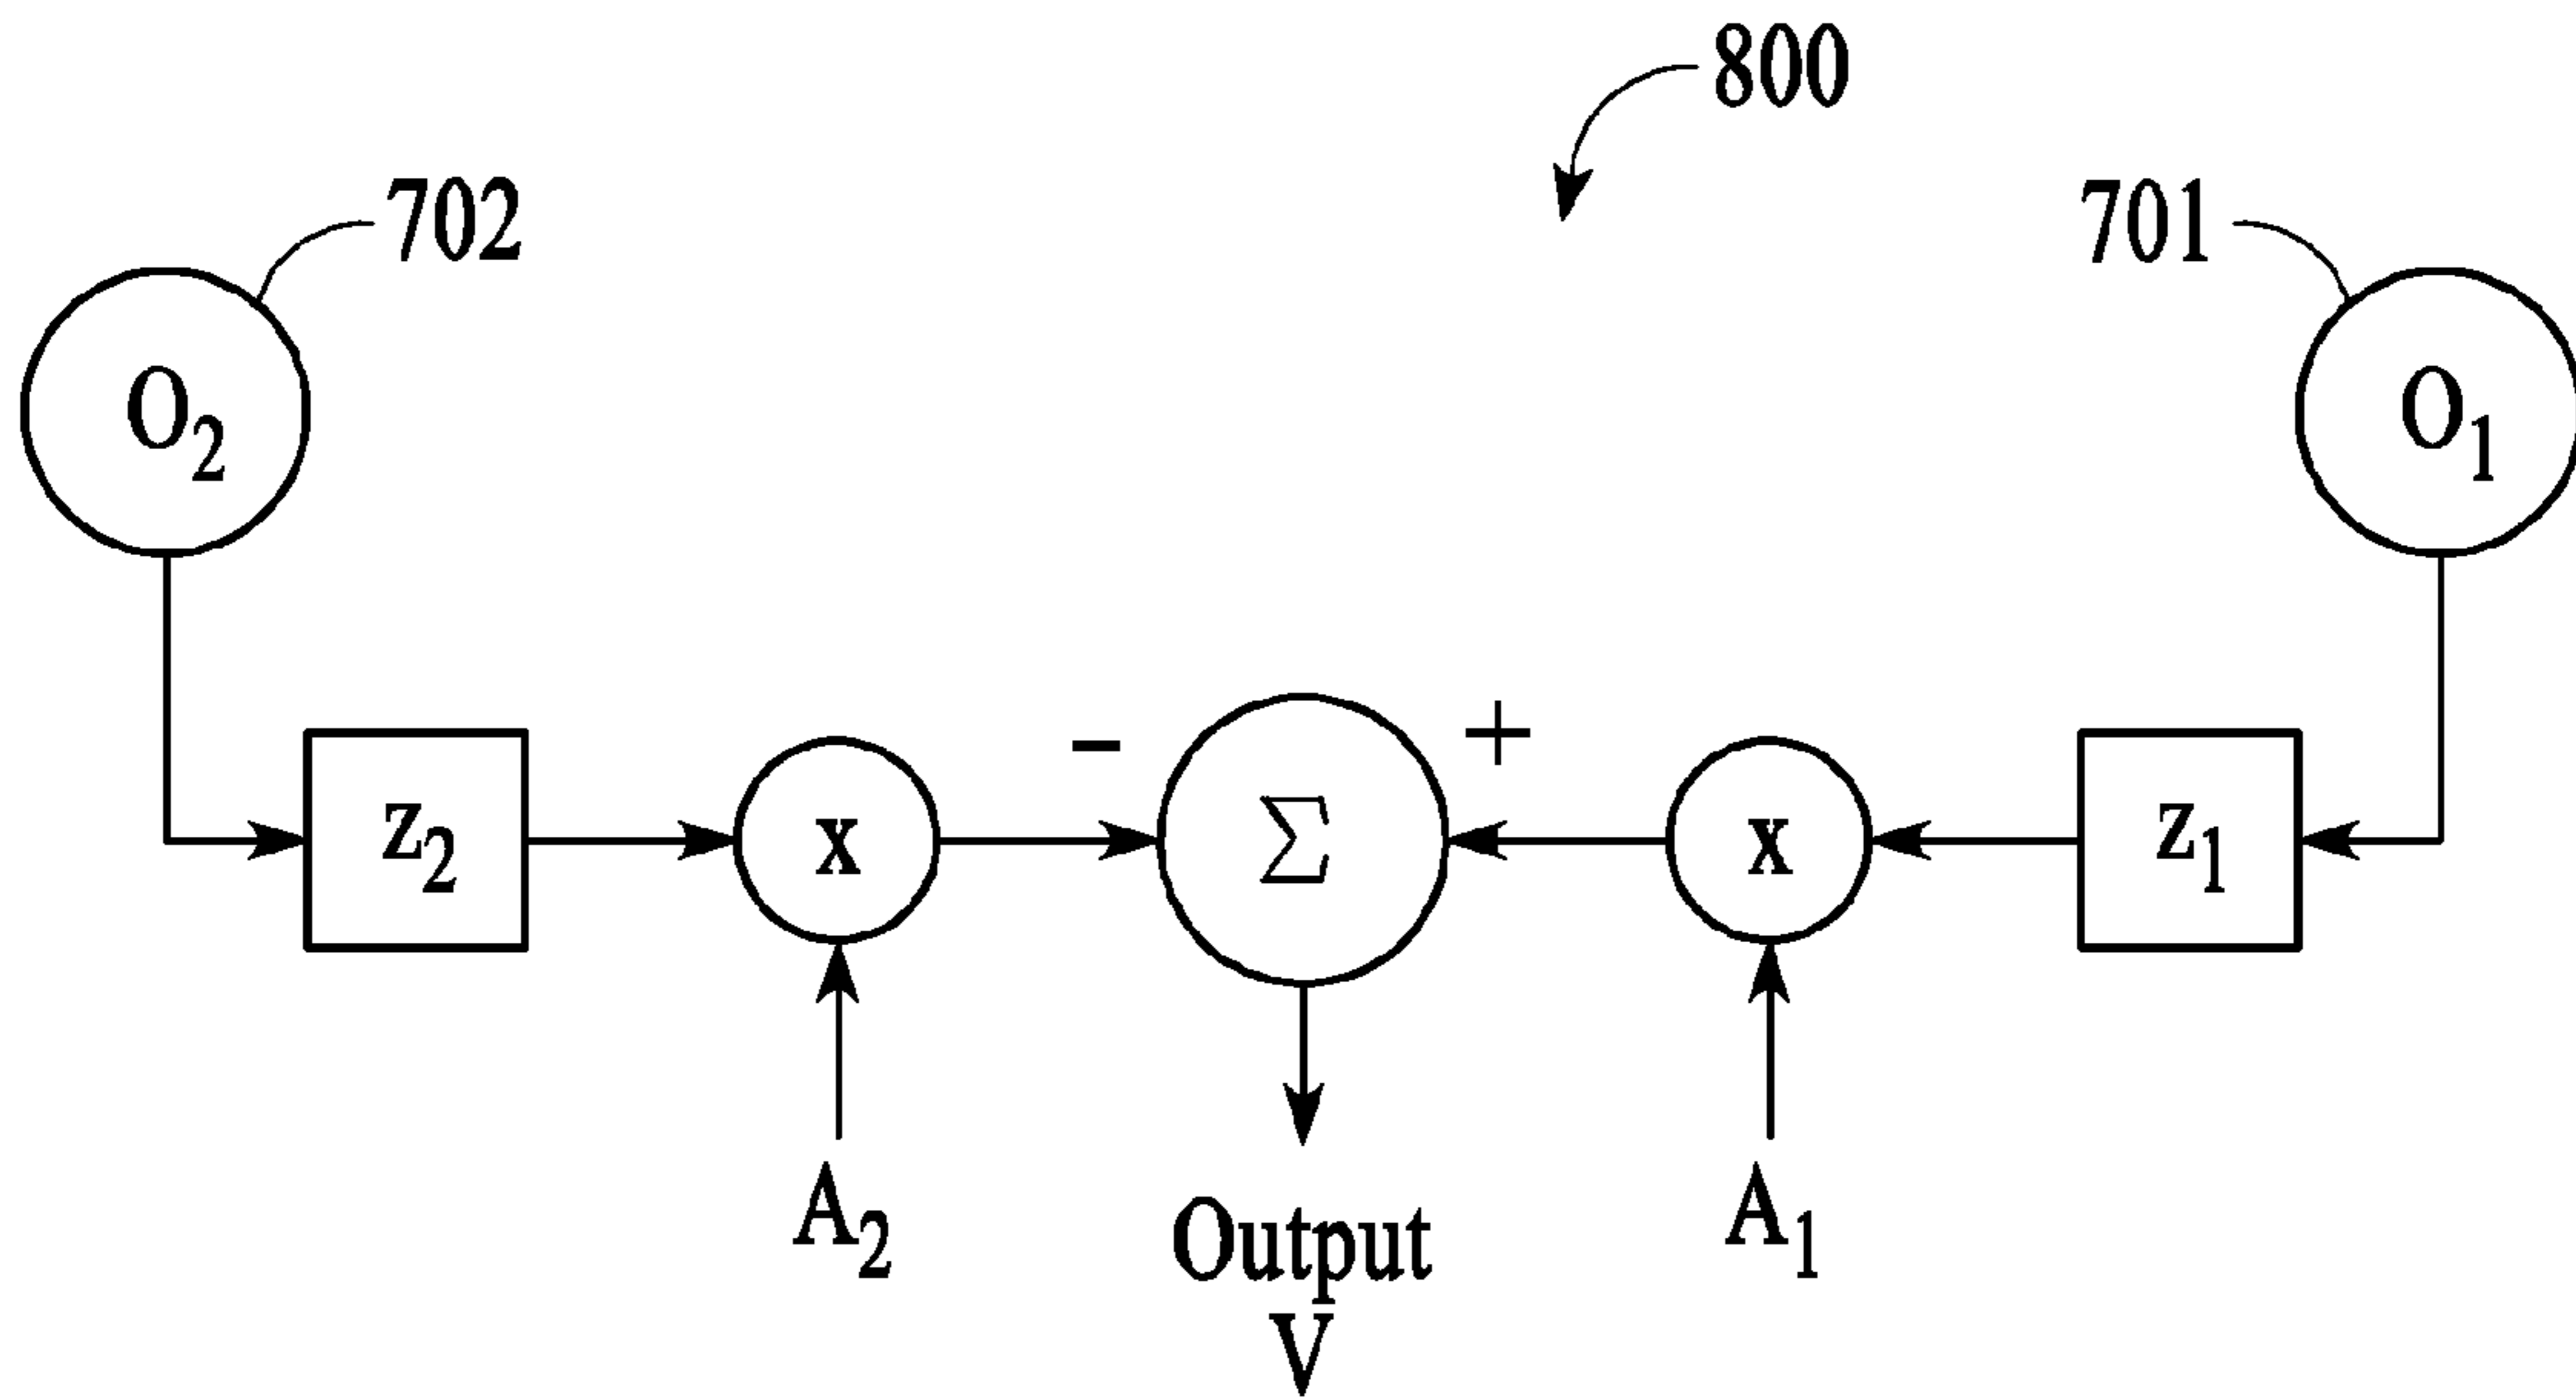 800
702
701
O₂
O₁
− +
z₂ x Σ x z₁
A₂ Output A₁
V